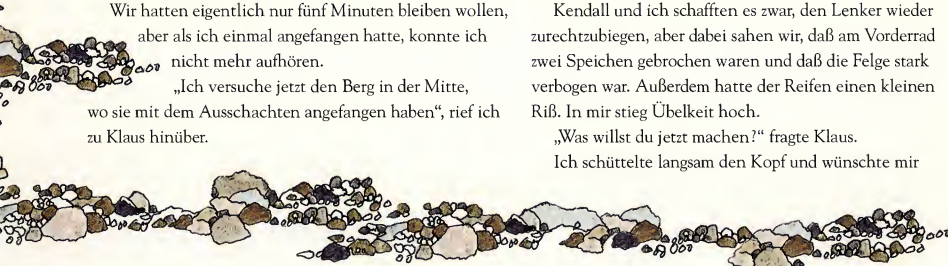 Wir hatten eigentlich nur fünf Minuten bleiben wollen,
aber als ich einmal angefangen hatte, konnte ich
nicht mehr aufhören.
„Ich versuche jetzt den Berg in der Mitte,
wo sie mit dem Ausschachten angefangen haben“, rief ich
zu Klaus hinüber.
Kendall und ich schafften es zwar, den Lenker wieder
zurechtzubiegen, aber dabei sahen wir, daß am Vorderrad
zwei Speichen gebrochen waren und daß die Felge stark
verbogen war. Außerdem hatte der Reifen einen kleinen
Riß. In mir stieg Übelkeit hoch.
„Was willst du jetzt machen?“ fragte Klaus.
Ich schüttelte langsam den Kopf und wünschte mir